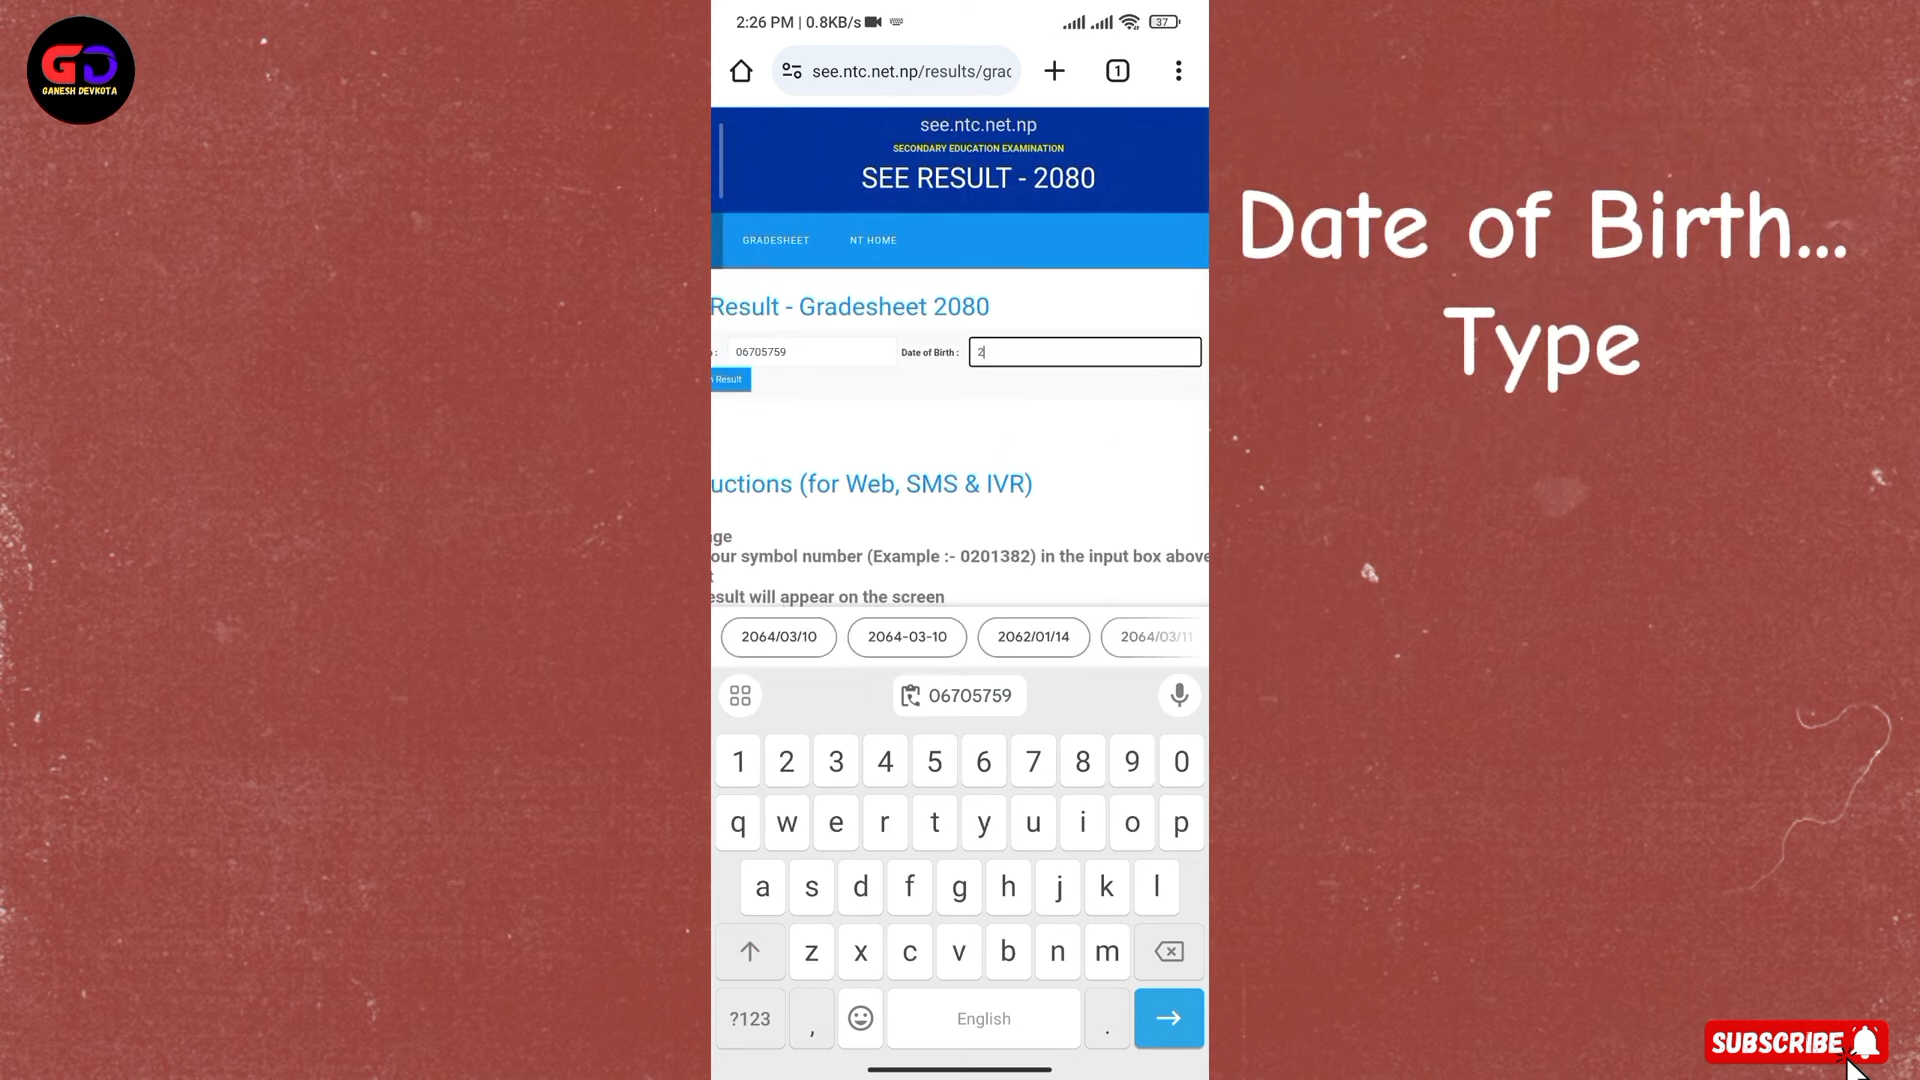 GD
GANESH DEVKOTA
2:26 PM | 0.8KB/s
37
see.ntc.net.np/results/grad
1
see.ntc.net.np
SECONDARY EDUCATION EXAMINATION
SEE RESULT - 2080
GRADESHEET NT HOME
Result - Gradesheet 2080
: 06705759 Date of Birth : 2
Result
uctions (for Web, SMS & IVR)
ge
our symbol number (Example :- 0201382) in the input box above
esult will appear on the screen
2064/03/10 2064-03-10 2062/01/14 2064/03/11
06705759
1 2 3 4 5 6 7 8 9 0
q w e r t y u i o p
a s d f g h j k l
z x c v b n m
?123 , English .
Date of Birth...
Type
SUBSCRIBE